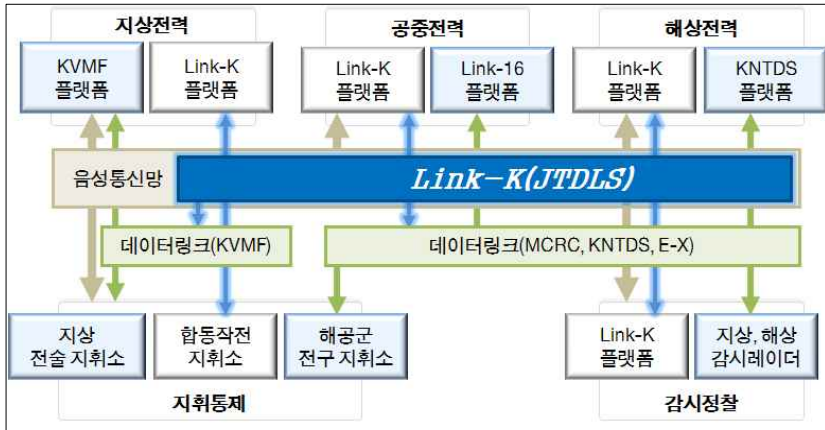 지상전력
공중전력
해상전력
KVMF
플랫폼
Link-K
플랫폼
Link-K
플랫폼
Link-16
플랫폼
Link-K
플랫폼
KNTDS
플랫폼
음성통신망
Link-K(JTDLS)
데이터링크(KVMF)
데이터링크(MCRC, KNTDS, E-X)
지상
전술 지휘소
합동작전
지휘소
해공군
전구 지휘소
Link-K
플랫폼
지상, 해상
감시레이더
지휘통제
감시정찰